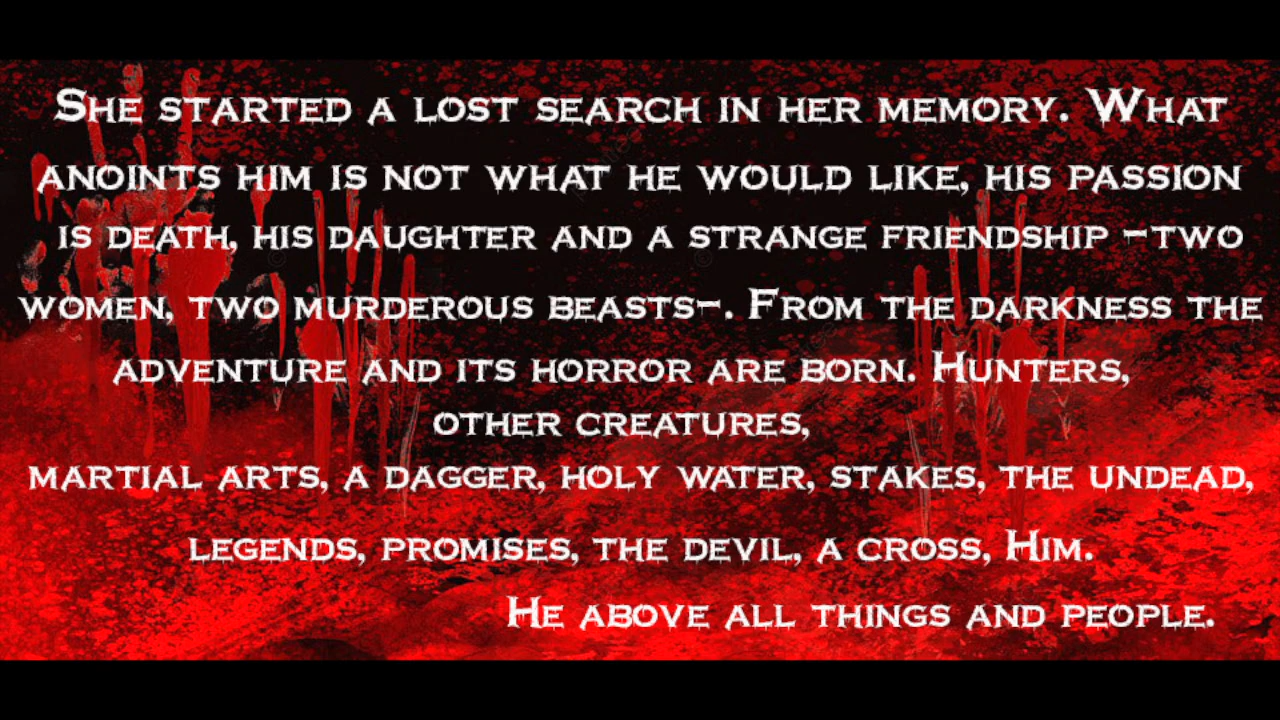 She started a lost search in her memory. What
anoints him is not what he would like, his passion
is death, his daughter and a strange friendship -two
women, two murderous beasts-. From the darkness the
adventure and its horror are born. Hunters,
other creatures,
martial arts, a dagger, holy water, stakes, the undead,
legends, promises, the devil, a cross, Him.
He above all things and people.